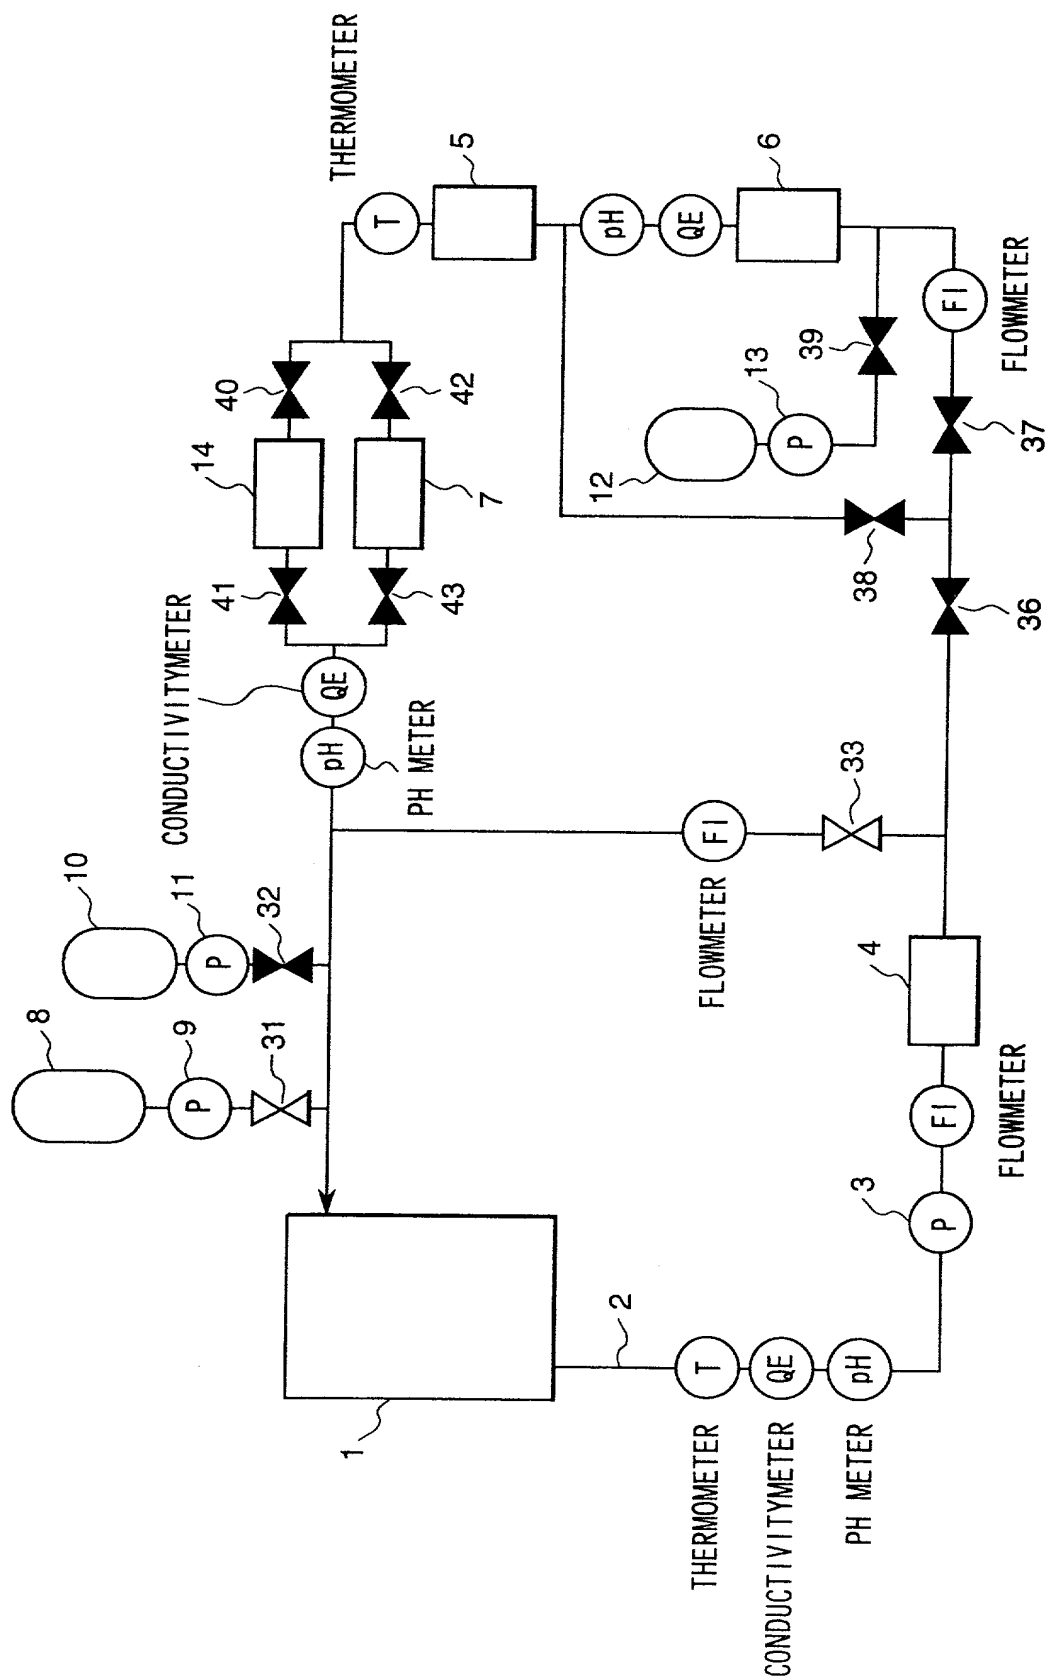 8
10
9
P
11
P
31
32
CONDUCTIVITYMETER
41
14
40
THERMOMETER
1
pH
QE
PH METER
43
7
42
T
5
2
T
THERMOMETER
QE
CONDUCTIVITYMETER
pH
PH METER
FLOWMETER
FI
33
12
13
P
38
39
pH
QE
6
3
P
FI
FLOWMETER
4
36
37
FI
FLOWMETER